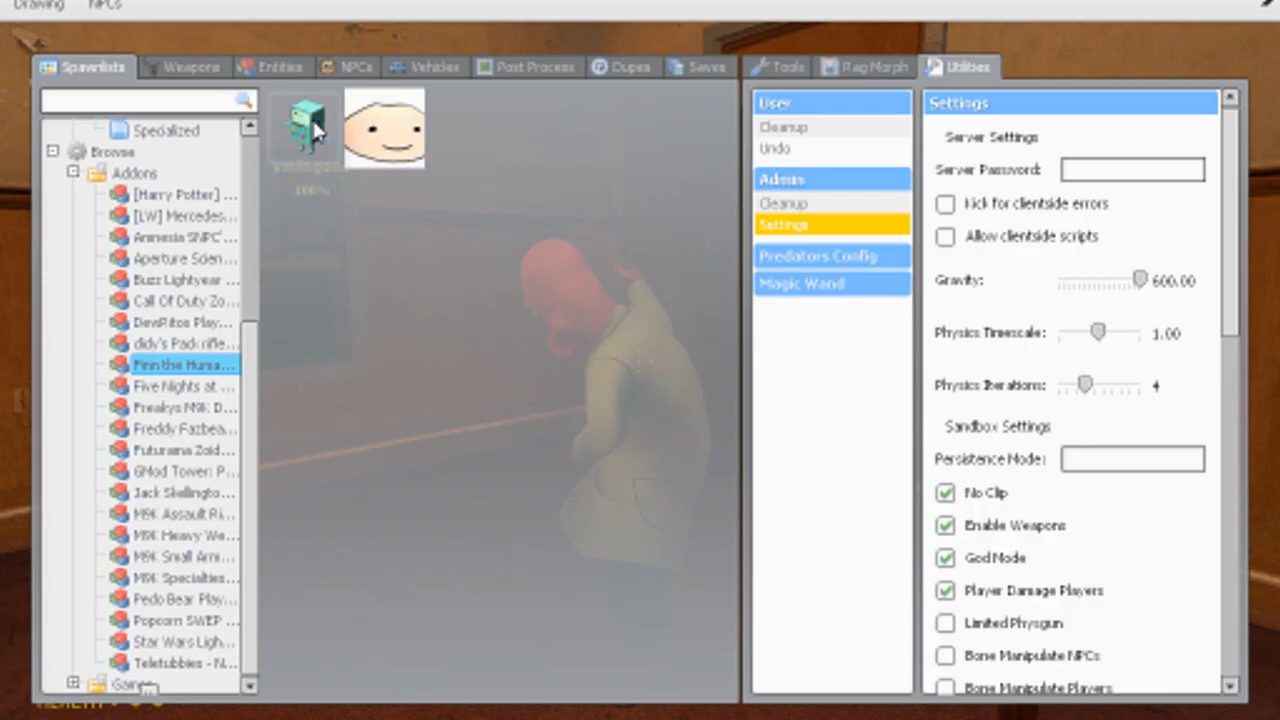 Drawing NPCs
Spawnlists Weapons Entities NPCs Vehicles Post Process Dupes Saves Tools Rag Morph Utilities
Specialized
Browse
Addons
[Harry Potter] ...
[LW] Mercedes...
Amnesia SNPC'...
Aperture Scien...
Buzz Lightyear ...
Call Of Duty Zo...
DewRitos Play...
didy's Pack rifle...
Finn the Huma...
Five Nights at ...
Freakys M9K D...
Freddy Fazbea...
Futurama Zoid...
GMod Tower: P...
Jack Skellingto...
M9K Assault Ri...
M9K Heavy We...
M9K Small Arm...
M9K Specialties...
Pedo Bear Play...
Popcorn SWEP ...
Star Wars Ligh...
Teletubbies - N...
Games
100%
User
Cleanup
Undo
Admin
Cleanup
Settings
Predators Config
Magic Wand
Settings
Server Settings
Server Password:
Kick for clientside errors
Allow clientside scripts
Gravity: 600.00
Physics Timescale: 1.00
Physics Iterations: 4
Sandbox Settings
Persistence Mode:
No Clip
Enable Weapons
God Mode
Player Damage Players
Limited Physgun
Bone Manipulate NPCs
Bone Manipulate Players